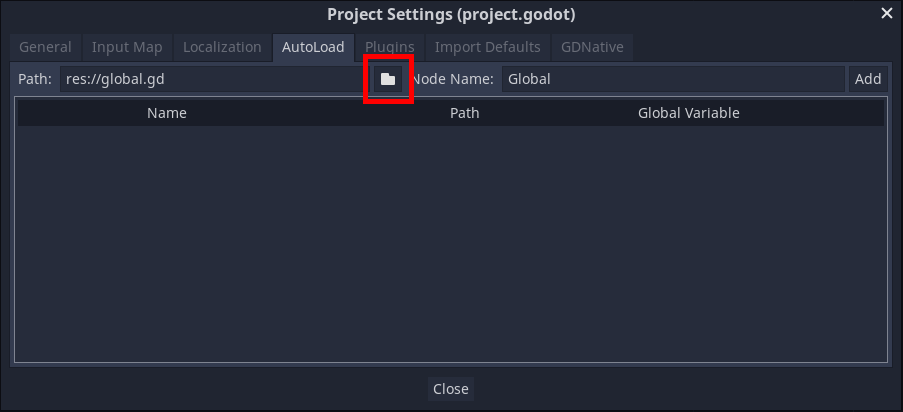 Project Settings (project.godot)
General Input Map Localization AutoLoad Plugins Import Defaults GDNative
Path: res://global.gd Node Name: Global Add
Name Path Global Variable
Close